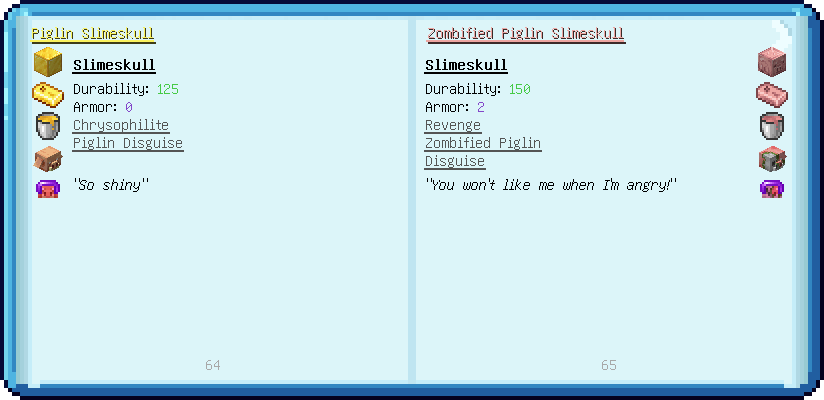 Piglin Slimeskull
Slimeskull
Durability: 125
Armor: 0
Chrysophilite
Piglin Disguise
"So shiny"
64
Zombified Piglin Slimeskull
Slimeskull
Durability: 150
Armor: 2
Revenge
Zombified Piglin
Disguise
"You won't like me when I'm angry!"
65